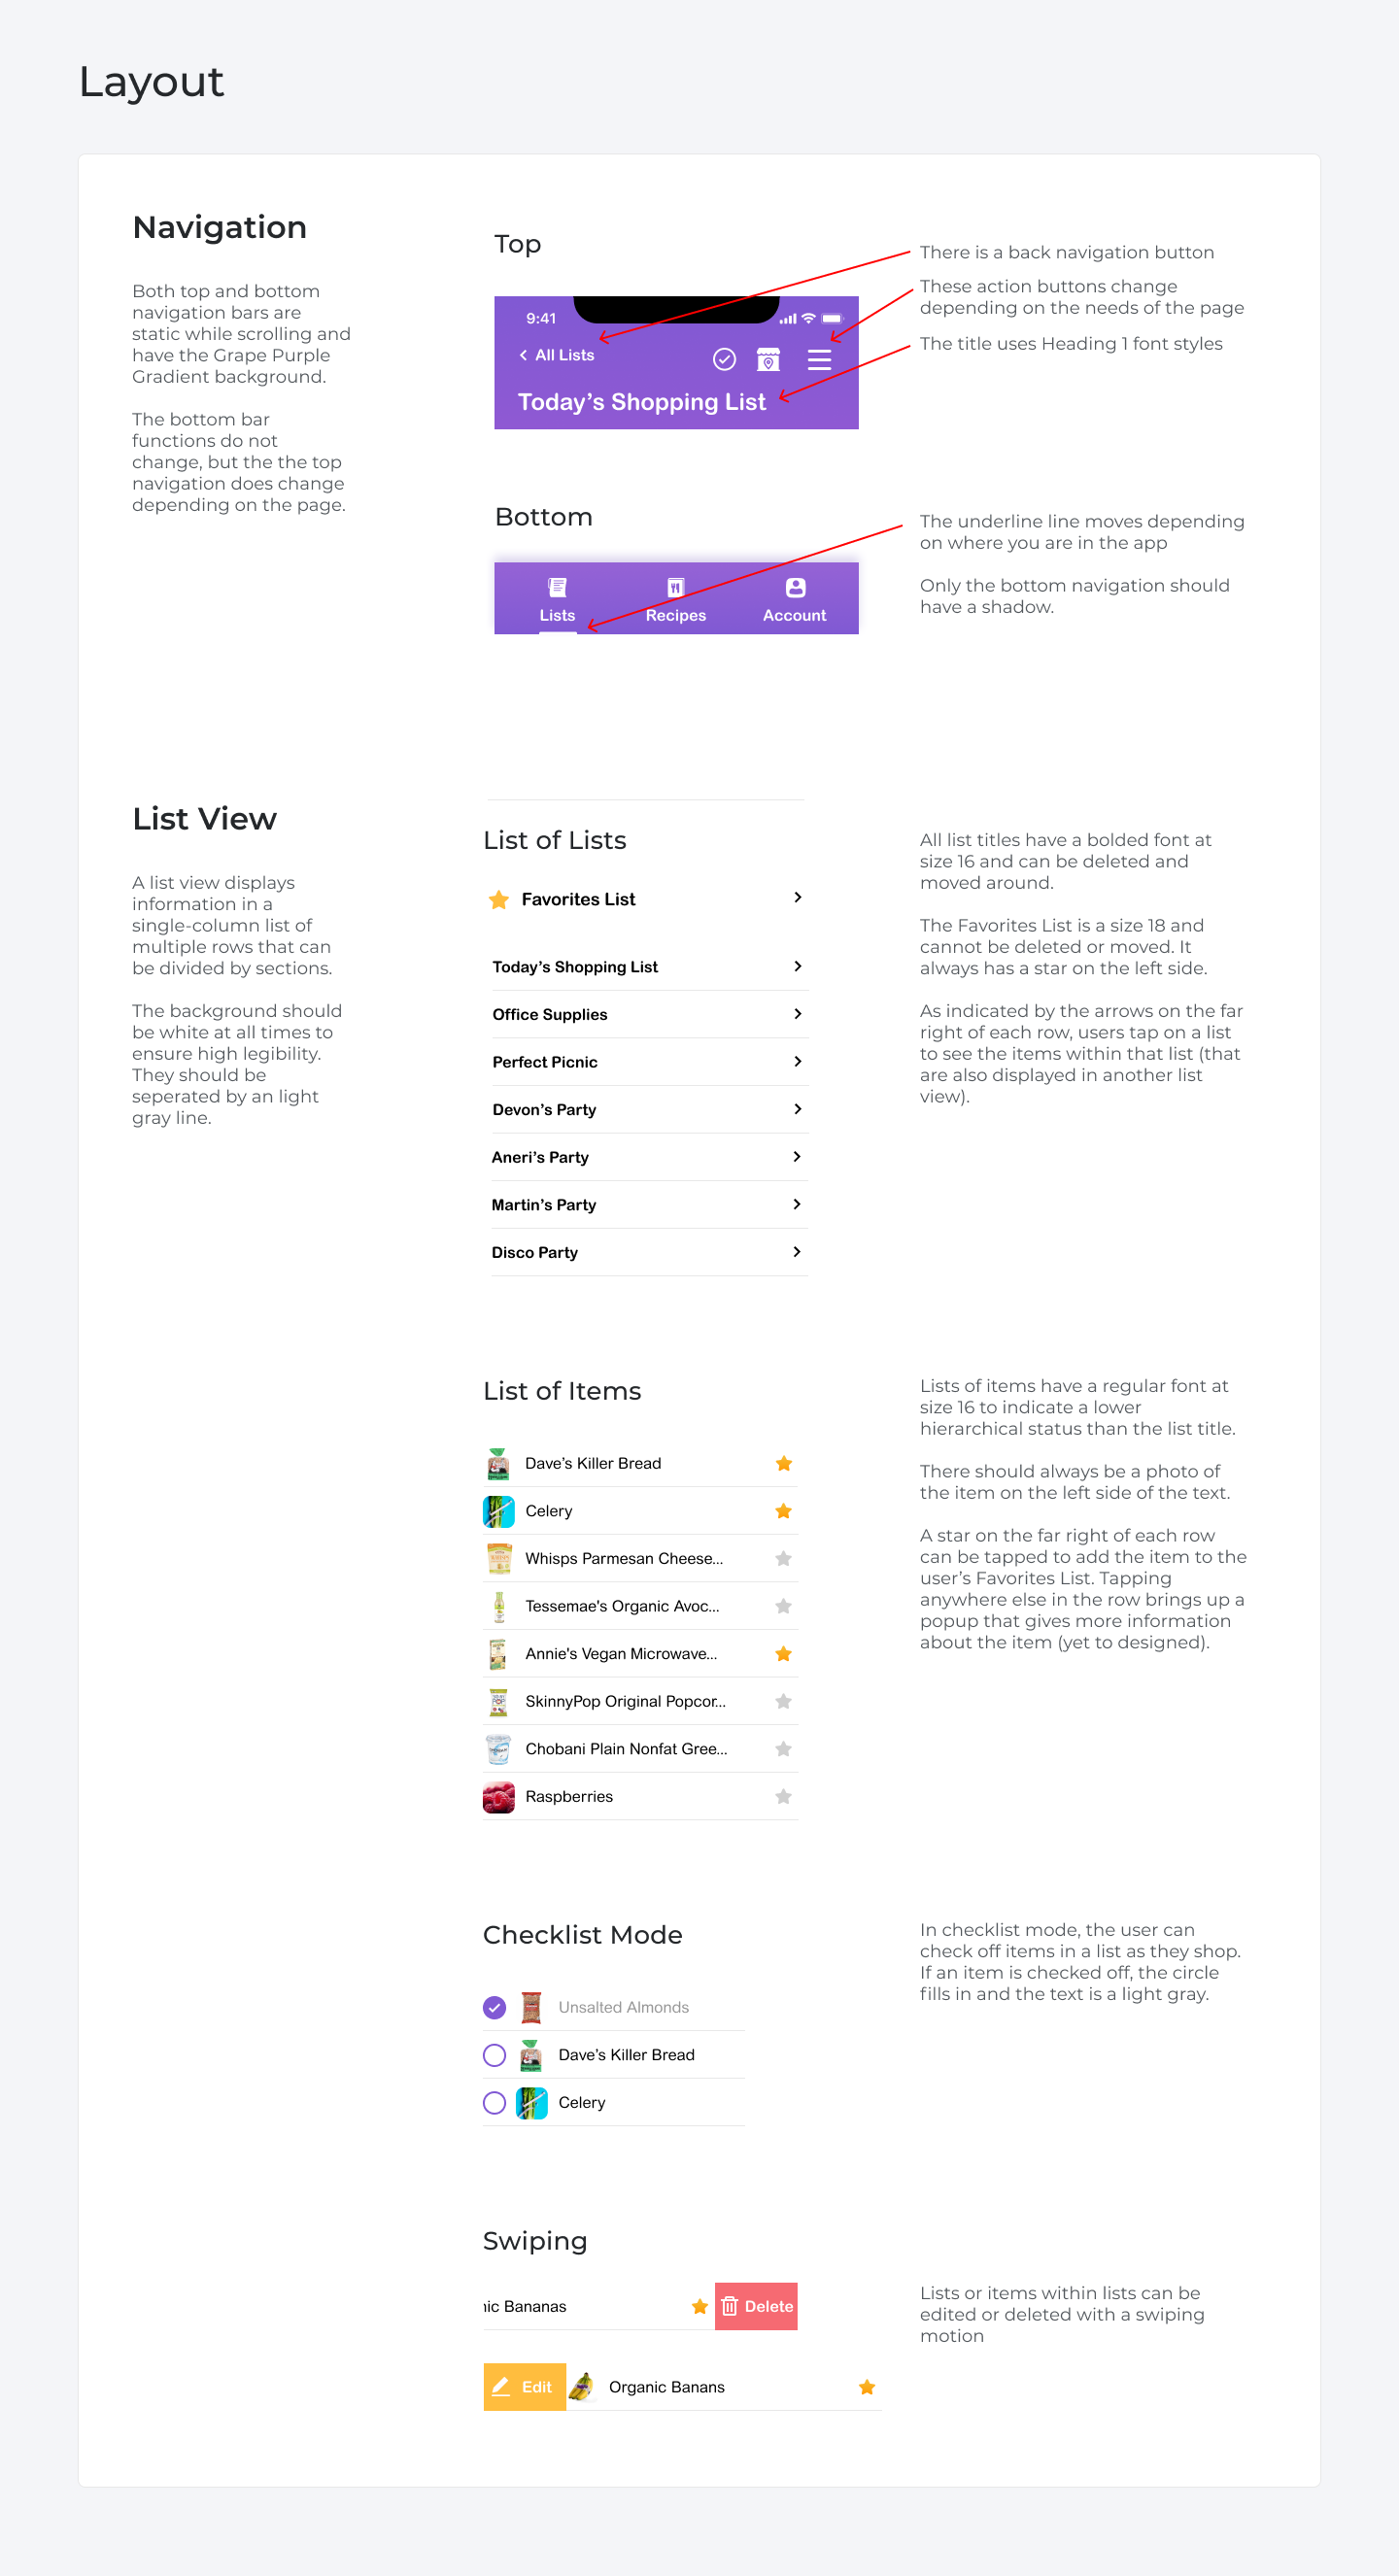 Layout
Navigation
Both top and bottom
navigation bars are
static while scrolling and
have the Grape Purple
Gradient background.
The bottom bar
functions do not
change, but the the top
navigation does change
depending on the page.
Top
9:41
All Lists
Today’s Shopping List
There is a back navigation button
These action buttons change
depending on the needs of the page
The title uses Heading 1 font styles
Bottom
Lists
Recipes
Account
The underline line moves depending
on where you are in the app
Only the bottom navigation should
have a shadow.
List View
A list view displays
information in a
single-column list of
multiple rows that can
be divided by sections.
The background should
be white at all times to
ensure high legibility.
They should be
seperated by an light
gray line.
List of Lists
Favorites List
Today’s Shopping List
Office Supplies
Perfect Picnic
Devon’s Party
Aneri’s Party
Martin’s Party
Disco Party
All list titles have a bolded font at
size 16 and can be deleted and
moved around.
The Favorites List is a size 18 and
cannot be deleted or moved. It
always has a star on the left side.
As indicated by the arrows on the far
right of each row, users tap on a list
to see the items within that list (that
are also displayed in another list
view).
List of Items
Dave’s Killer Bread
Celery
Whisps Parmesan Cheese...
Tessemae's Organic Avoc...
Annie's Vegan Microwave...
SkinnyPop Original Popcor...
Chobani Plain Nonfat Gree...
Raspberries
Lists of items have a regular font at
size 16 to indicate a lower
hierarchical status than the list title.
There should always be a photo of
the item on the left side of the text.
A star on the far right of each row
can be tapped to add the item to the
user’s Favorites List. Tapping
anywhere else in the row brings up a
popup that gives more information
about the item (yet to designed).
Checklist Mode
Unsalted Almonds
Dave’s Killer Bread
Celery
In checklist mode, the user can
check off items in a list as they shop.
If an item is checked off, the circle
fills in and the text is a light gray.
Swiping
nic Bananas
Delete
Edit
Organic Banans
Lists or items within lists can be
edited or deleted with a swiping
motion